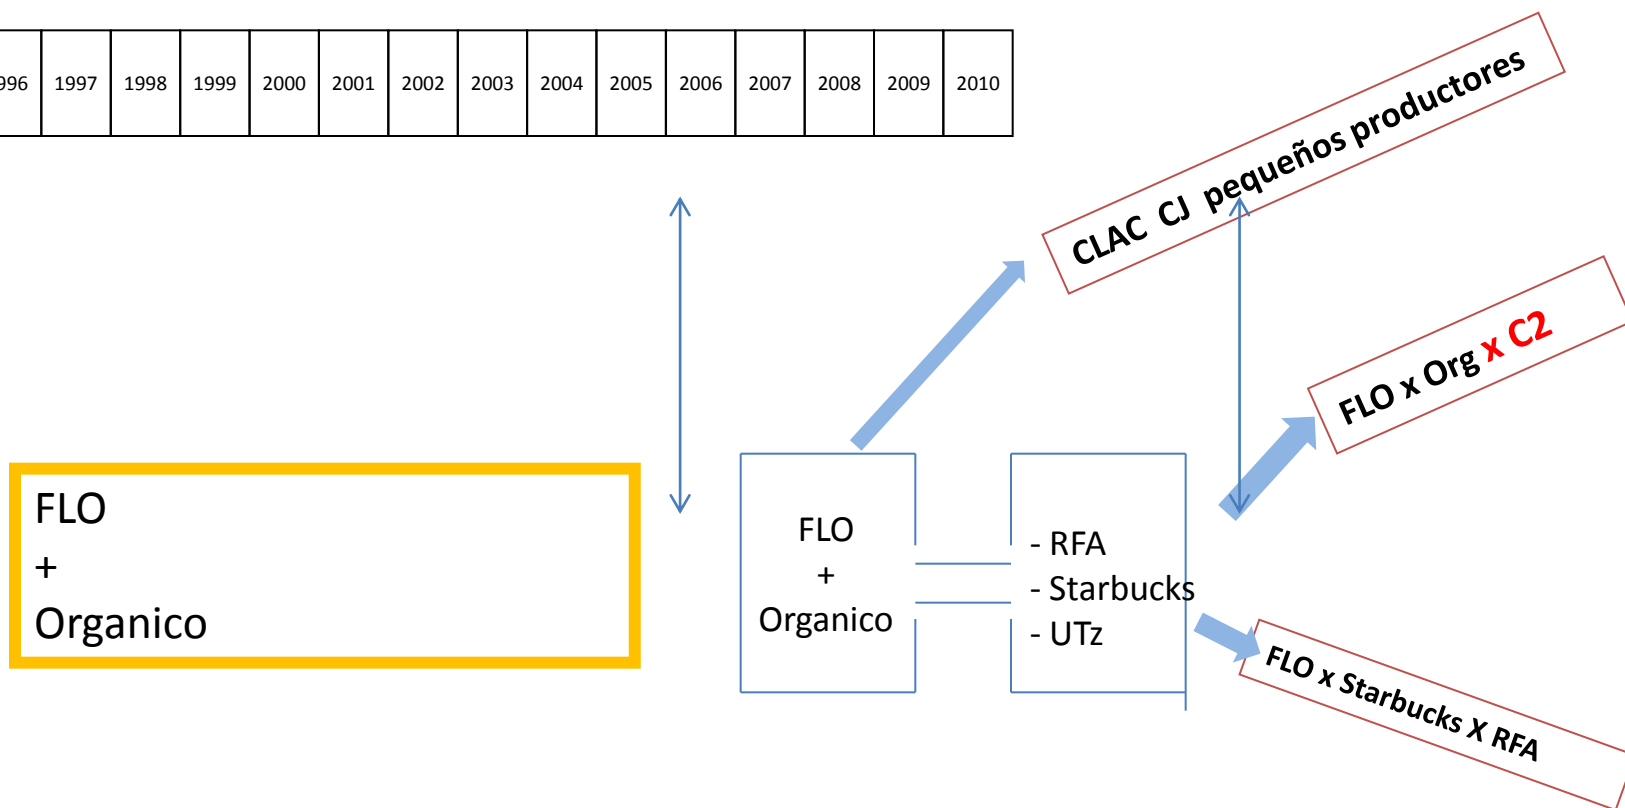 996 1997 1998 1999 2000 2001 2002 2003 2004 2005 2006 2007 2008 2009 2010
CLAC CJ pequeños productores
FLO x Org x C2
FLO
+
Organico
FLO
+
Organico
- RFA
- Starbucks
- UTz
FLO x Starbucks X RFA